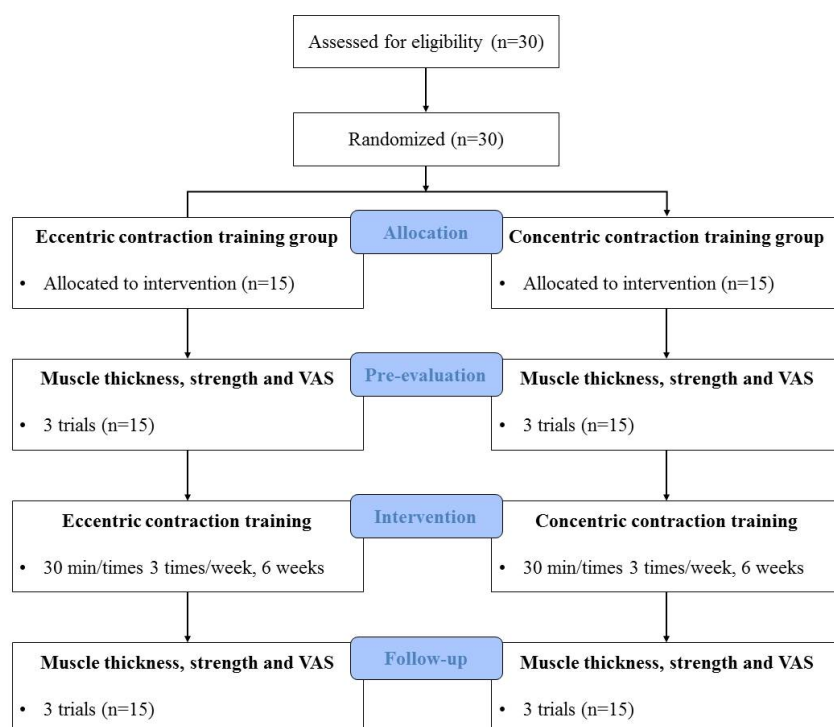 Assessed for eligibility (n=30)
Randomized (n=30)
Allocation
Eccentric contraction training group
• Allocated to intervention (n=15)
Concentric contraction training group
• Allocated to intervention (n=15)
Pre-evaluation
Muscle thickness, strength and VAS
• 3 trials (n=15)
Muscle thickness, strength and VAS
• 3 trials (n=15)
Intervention
Eccentric contraction training
• 30 min/times 3 times/week, 6 weeks
Concentric contraction training
• 30 min/times 3 times/week, 6 weeks
Follow-up
Muscle thickness, strength and VAS
• 3 trials (n=15)
Muscle thickness, strength and VAS
• 3 trials (n=15)